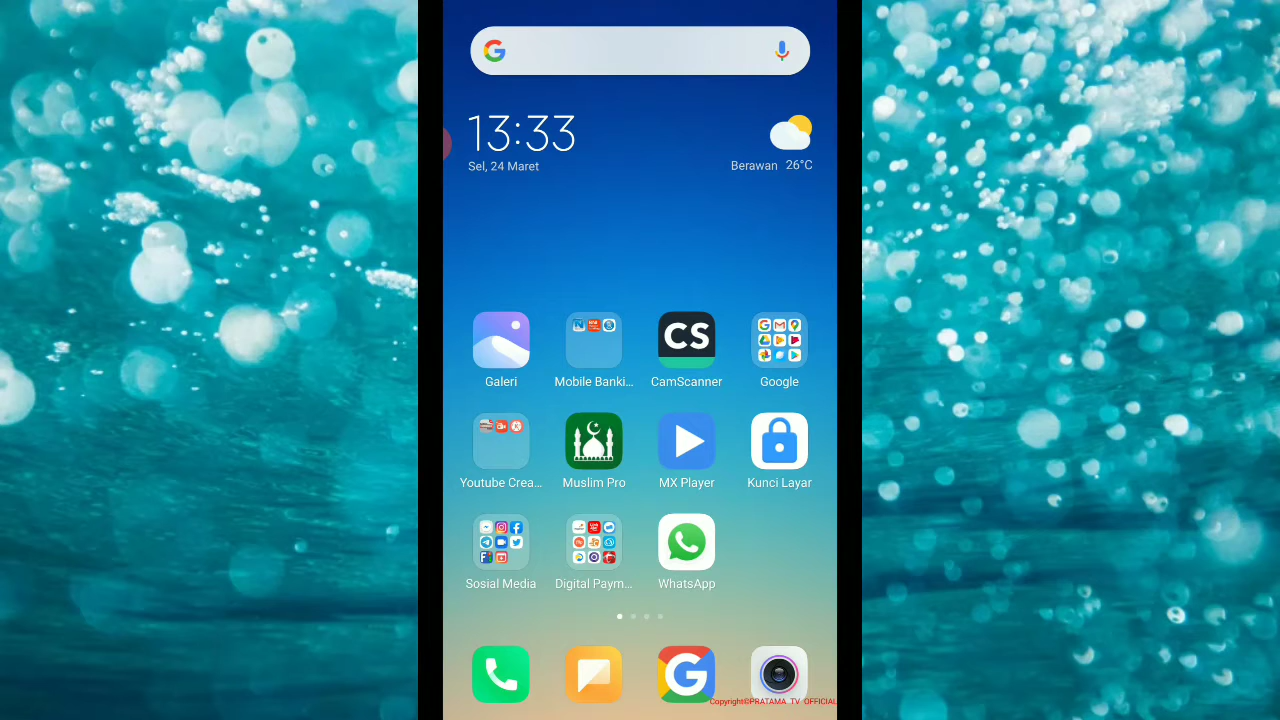 13:33
Sel, 24 Maret
Berawan 26°C
CS
Galeri
Mobile Banki...
CamScanner
Google
Youtube Crea...
Muslim Pro
MX Player
Kunci Layar
Sosial Media
Digital Paym...
WhatsApp
Copyright©PRATAMA TV OFFICIAL